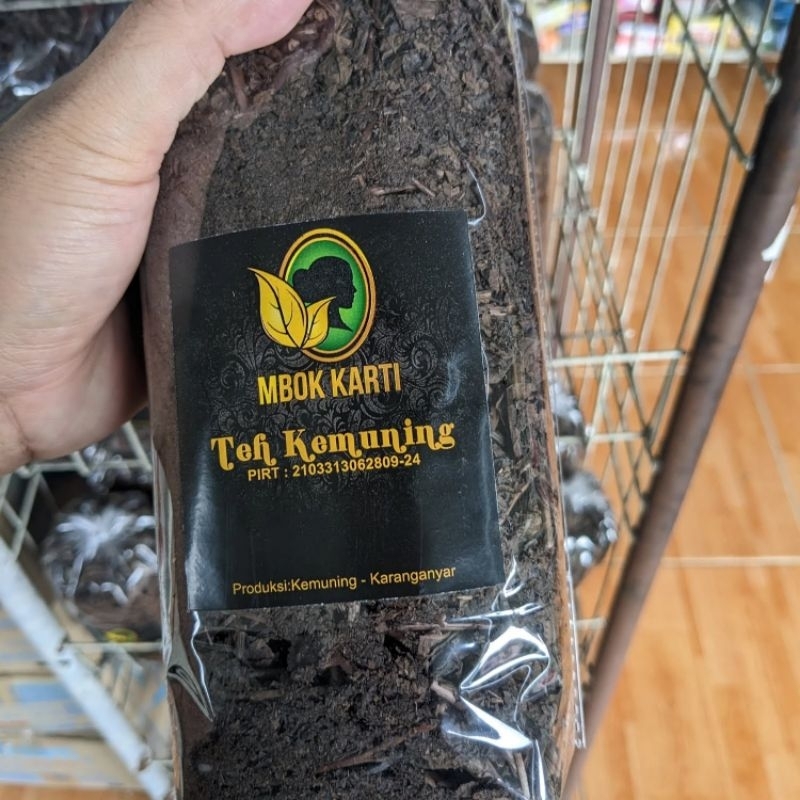 MBOK KARTI
Teh Kemuning
PIRT : 2103313062809-24
Produksi:Kemuning - Karanganyar